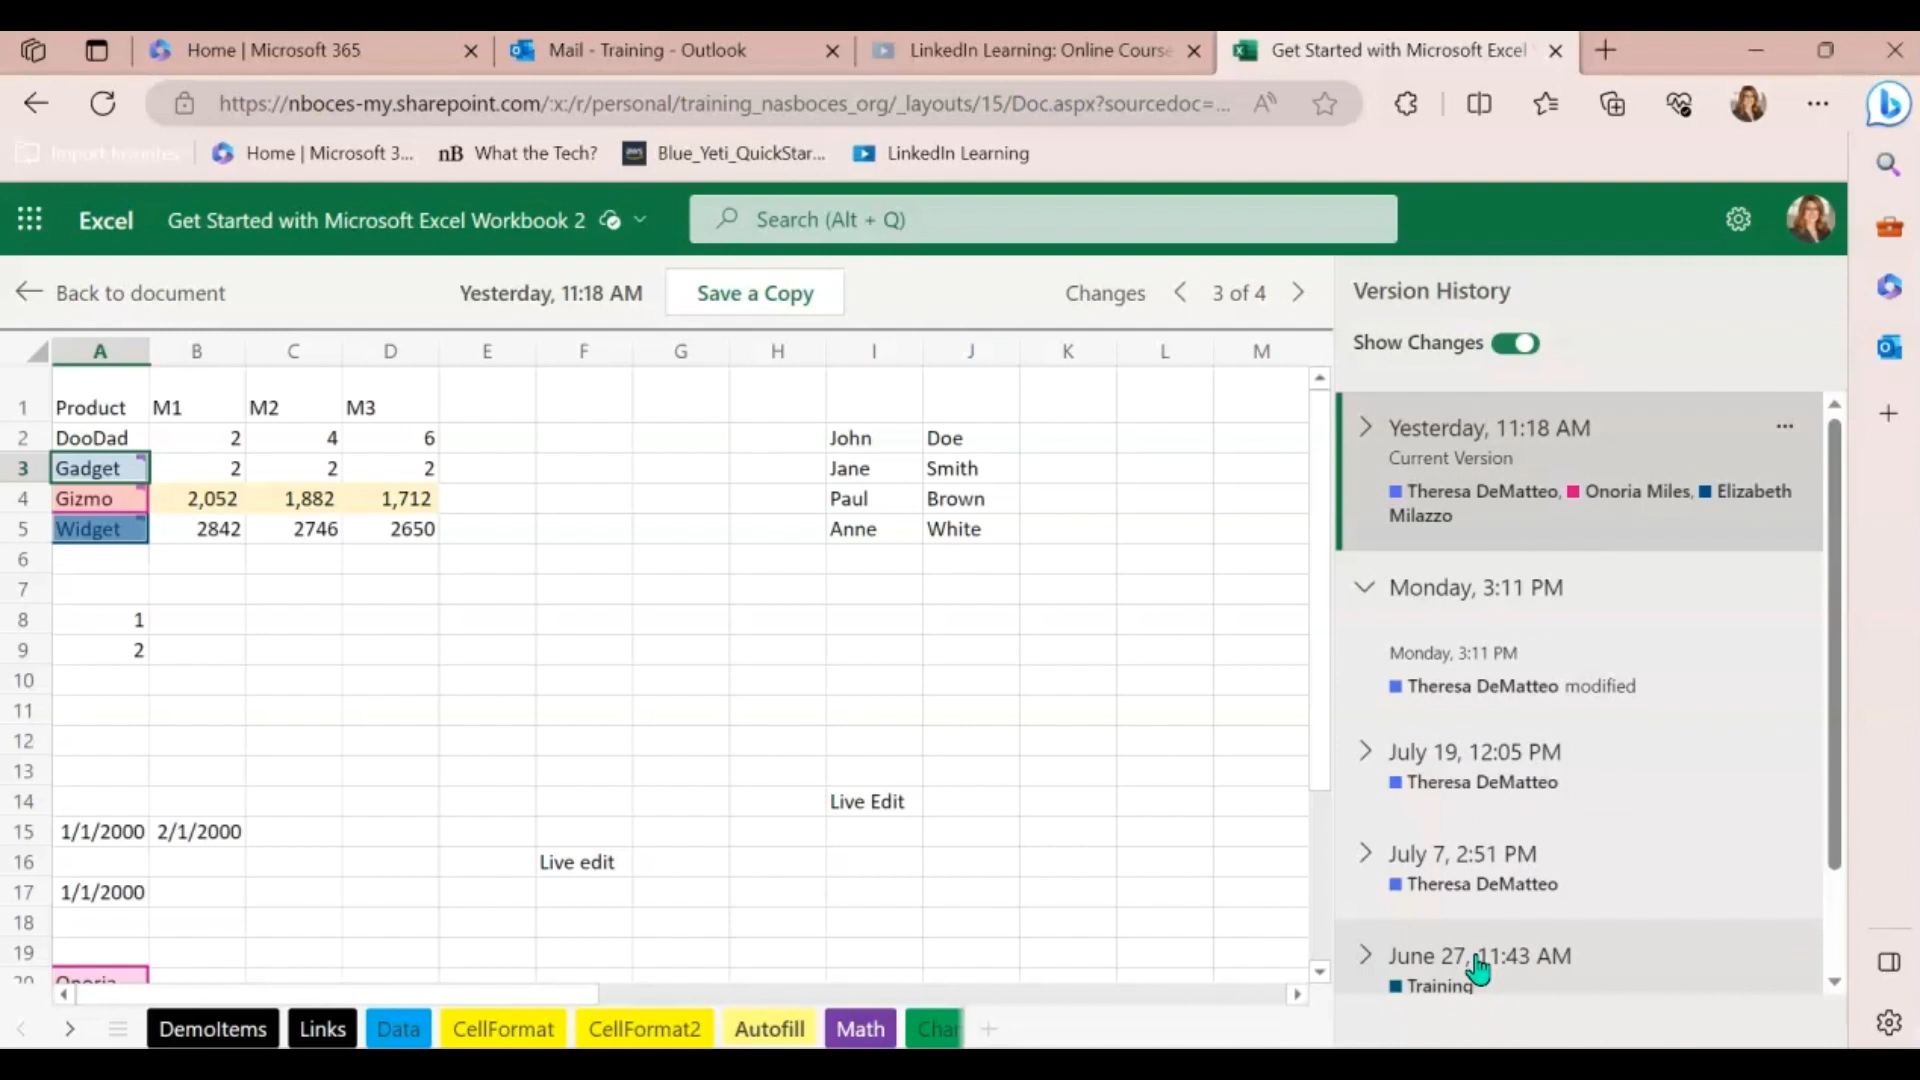 Home | Microsoft 365
Mail - Training - Outlook
LinkedIn Learning: Online Course
Get Started with Microsoft Excel
https://nboces-my.sharepoint.com/:x:/r/personal/training_nasboces_org/_layouts/15/Doc.aspx?sourcedoc=...
Import favorites
Home | Microsoft 3...
nB What the Tech?
Blue_Yeti_QuickStar...
LinkedIn Learning
Excel
Get Started with Microsoft Excel Workbook 2
Search (Alt + Q)
Back to document
Yesterday, 11:18 AM
Save a Copy
Changes
3 of 4
A B C D E F G H I J K L M
1 Product M1 M2 M3
2 DooDad 2 4 6 John Doe
3 Gadget 2 2 2 Jane Smith
4 Gizmo 2,052 1,882 1,712 Paul Brown
5 Widget 2842 2746 2650 Anne White
6
7
8 1
9 2
10
11
12
13
14 Live Edit
15 1/1/2000 2/1/2000
16 Live edit
17 1/1/2000
18
19
20 Onoria
DemoItems
Links
Data
CellFormat
CellFormat2
Autofill
Math
Char
Version History
Show Changes
Yesterday, 11:18 AM
Current Version
Theresa DeMatteo, Onoria Miles, Elizabeth
Milazzo
Monday, 3:11 PM
Monday, 3:11 PM
Theresa DeMatteo modified
July 19, 12:05 PM
Theresa DeMatteo
July 7, 2:51 PM
Theresa DeMatteo
June 27, 11:43 AM
Training